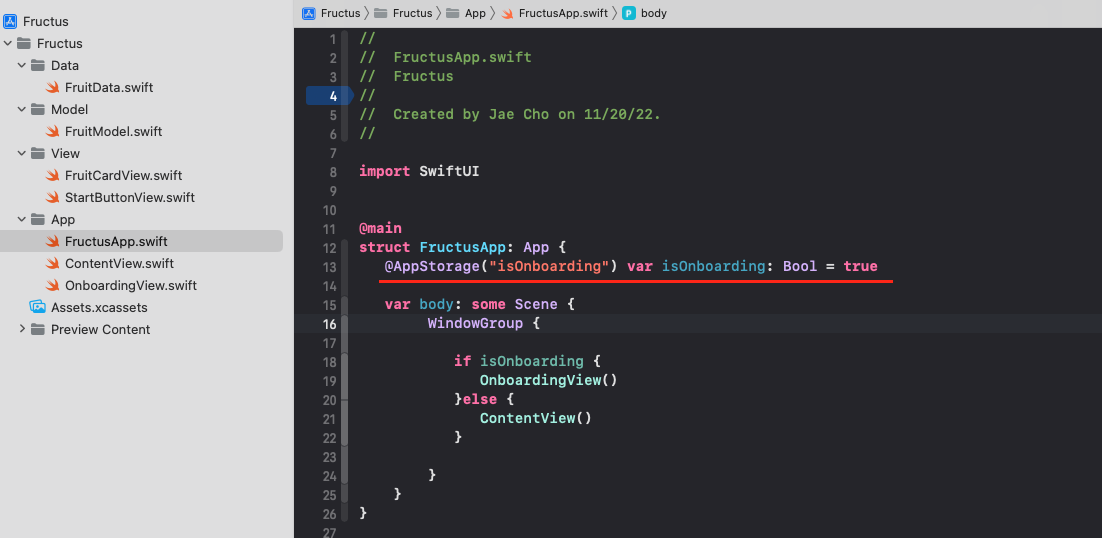 Fructus
Fructus
Data
FruitData.swift
Model
FruitModel.swift
View
FruitCardView.swift
StartButtonView.swift
App
FructusApp.swift
ContentView.swift
OnboardingView.swift
Assets.xcassets
Preview Content
Fructus Fructus App FructusApp.swift P body
1 //
2 //  FructusApp.swift
3 //  Fructus
4 //
5 //  Created by Jae Cho on 11/20/22.
6 //
7
8 import SwiftUI
9
10
11 @main
12 struct FructusApp: App {
13 @AppStorage("isOnboarding") var isOnboarding: Bool = true
14
15 var body: some Scene {
16 WindowGroup {
17
18 if isOnboarding {
19 OnboardingView()
20 }else {
21 ContentView()
22 }
23
24 }
25 }
26 }
27